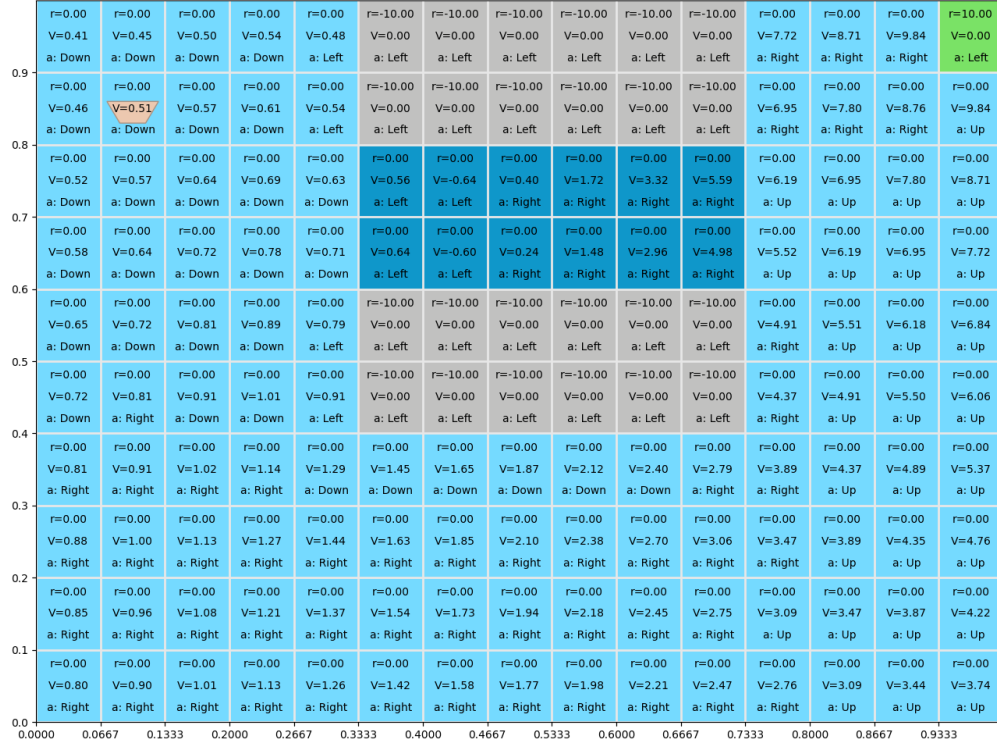 r=0.00 r=0.00 r=0.00 r=0.00 r=0.00 r=-10.00 r=-10.00 r=-10.00 r=-10.00 r=-10.00 r=-10.00 r=0.00 r=0.00 r=0.00 r=10.00
V=0.41 V=0.45 V=0.50 V=0.54 V=0.48 V=0.00 V=0.00 V=0.00 V=0.00 V=0.00 V=0.00 V=7.72 V=8.71 V=9.84 V=0.00
a: Down a: Down a: Down a: Down a: Left a: Left a: Left a: Left a: Left a: Left a: Left a: Right a: Right a: Right a: Left
0.9
r=0.00 r=0.00 r=0.00 r=0.00 r=0.00 r=-10.00 r=-10.00 r=-10.00 r=-10.00 r=-10.00 r=-10.00 r=0.00 r=0.00 r=0.00 r=0.00
V=0.46 V=0.51 V=0.57 V=0.61 V=0.54 V=0.00 V=0.00 V=0.00 V=0.00 V=0.00 V=0.00 V=6.95 V=7.80 V=8.76 V=9.84
a: Down a: Down a: Down a: Down a: Left a: Left a: Left a: Left a: Left a: Left a: Left a: Right a: Right a: Right a: Up
0.8
r=0.00 r=0.00 r=0.00 r=0.00 r=0.00 r=0.00 r=0.00 r=0.00 r=0.00 r=0.00 r=0.00 r=0.00 r=0.00 r=0.00 r=0.00
V=0.52 V=0.57 V=0.64 V=0.69 V=0.63 V=0.56 V=-0.64 V=0.40 V=1.72 V=3.32 V=5.59 V=6.19 V=6.95 V=7.80 V=8.71
a: Down a: Down a: Down a: Down a: Down a: Left a: Left a: Right a: Right a: Right a: Right a: Up a: Up a: Up a: Up
0.7
r=0.00 r=0.00 r=0.00 r=0.00 r=0.00 r=0.00 r=0.00 r=0.00 r=0.00 r=0.00 r=0.00 r=0.00 r=0.00 r=0.00 r=0.00
V=0.58 V=0.64 V=0.72 V=0.78 V=0.71 V=0.64 V=-0.60 V=0.24 V=1.48 V=2.96 V=4.98 V=5.52 V=6.19 V=6.95 V=7.72
a: Down a: Down a: Down a: Down a: Down a: Left a: Left a: Right a: Right a: Right a: Right a: Up a: Up a: Up a: Up
0.6
r=0.00 r=0.00 r=0.00 r=0.00 r=0.00 r=-10.00 r=-10.00 r=-10.00 r=-10.00 r=-10.00 r=-10.00 r=0.00 r=0.00 r=0.00 r=0.00
V=0.65 V=0.72 V=0.81 V=0.89 V=0.79 V=0.00 V=0.00 V=0.00 V=0.00 V=0.00 V=0.00 V=4.91 V=5.51 V=6.18 V=6.84
a: Down a: Down a: Down a: Down a: Left a: Left a: Left a: Left a: Left a: Left a: Left a: Right a: Up a: Up a: Up
0.5
r=0.00 r=0.00 r=0.00 r=0.00 r=0.00 r=-10.00 r=-10.00 r=-10.00 r=-10.00 r=-10.00 r=-10.00 r=0.00 r=0.00 r=0.00 r=0.00
V=0.72 V=0.81 V=0.91 V=1.01 V=0.91 V=0.00 V=0.00 V=0.00 V=0.00 V=0.00 V=0.00 V=4.37 V=4.91 V=5.50 V=6.06
a: Down a: Right a: Down a: Down a: Left a: Left a: Left a: Left a: Left a: Left a: Left a: Right a: Up a: Up a: Up
0.4
r=0.00 r=0.00 r=0.00 r=0.00 r=0.00 r=0.00 r=0.00 r=0.00 r=0.00 r=0.00 r=0.00 r=0.00 r=0.00 r=0.00 r=0.00
V=0.81 V=0.91 V=1.02 V=1.14 V=1.29 V=1.45 V=1.65 V=1.87 V=2.12 V=2.40 V=2.79 V=3.89 V=4.37 V=4.89 V=5.37
a: Right a: Right a: Right a: Right a: Down a: Down a: Down a: Down a: Down a: Down a: Right a: Right a: Up a: Up a: Up
0.3
r=0.00 r=0.00 r=0.00 r=0.00 r=0.00 r=0.00 r=0.00 r=0.00 r=0.00 r=0.00 r=0.00 r=0.00 r=0.00 r=0.00 r=0.00
V=0.88 V=1.00 V=1.13 V=1.27 V=1.44 V=1.63 V=1.85 V=2.10 V=2.38 V=2.70 V=3.06 V=3.47 V=3.89 V=4.35 V=4.76
a: Right a: Right a: Right a: Right a: Right a: Right a: Right a: Right a: Right a: Right a: Right a: Right a: Up a: Up a: Up
0.2
r=0.00 r=0.00 r=0.00 r=0.00 r=0.00 r=0.00 r=0.00 r=0.00 r=0.00 r=0.00 r=0.00 r=0.00 r=0.00 r=0.00 r=0.00
V=0.85 V=0.96 V=1.08 V=1.21 V=1.37 V=1.54 V=1.73 V=1.94 V=2.18 V=2.45 V=2.75 V=3.09 V=3.47 V=3.87 V=4.22
a: Right a: Right a: Right a: Right a: Right a: Right a: Right a: Right a: Right a: Right a: Right a: Up a: Up a: Up a: Up
0.1
r=0.00 r=0.00 r=0.00 r=0.00 r=0.00 r=0.00 r=0.00 r=0.00 r=0.00 r=0.00 r=0.00 r=0.00 r=0.00 r=0.00 r=0.00
V=0.80 V=0.90 V=1.01 V=1.13 V=1.26 V=1.42 V=1.58 V=1.77 V=1.98 V=2.21 V=2.47 V=2.76 V=3.09 V=3.44 V=3.74
a: Right a: Right a: Right a: Right a: Right a: Right a: Right a: Right a: Right a: Right a: Right a: Right a: Up a: Up a: Up
0.0
0.0000 0.0667 0.1333 0.2000 0.2667 0.3333 0.4000 0.4667 0.5333 0.6000 0.6667 0.7333 0.8000 0.8667 0.9333